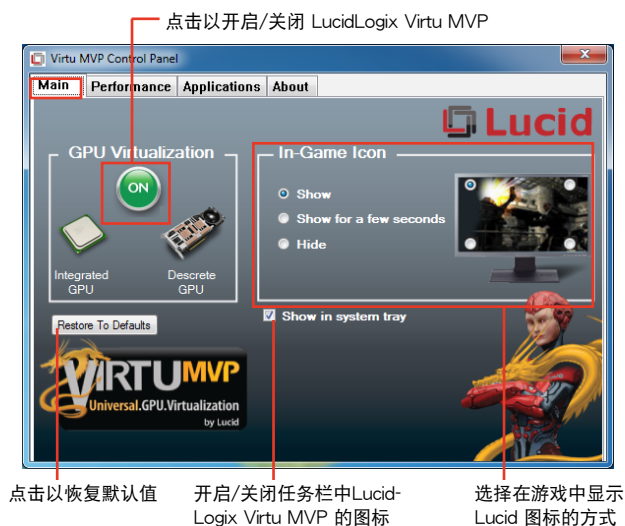 点击以开启/关闭 LucidLogix Virtu MVP
Virtu MVP Control Panel
Main Performance Applications About
Lucid
GPU Virtualization
In-Game Icon
ON
Show
Show for a few seconds
Hide
Integrated
GPU
Descrete
GPU
Restore To Defaults
Show in system tray
VIRTU MVP
Universal.GPU.Virtualization
by Lucid
点击以恢复默认值
开启/关闭任务栏中Lucid-
Logix Virtu MVP 的图标
选择在游戏中显示
Lucid 图标的方式